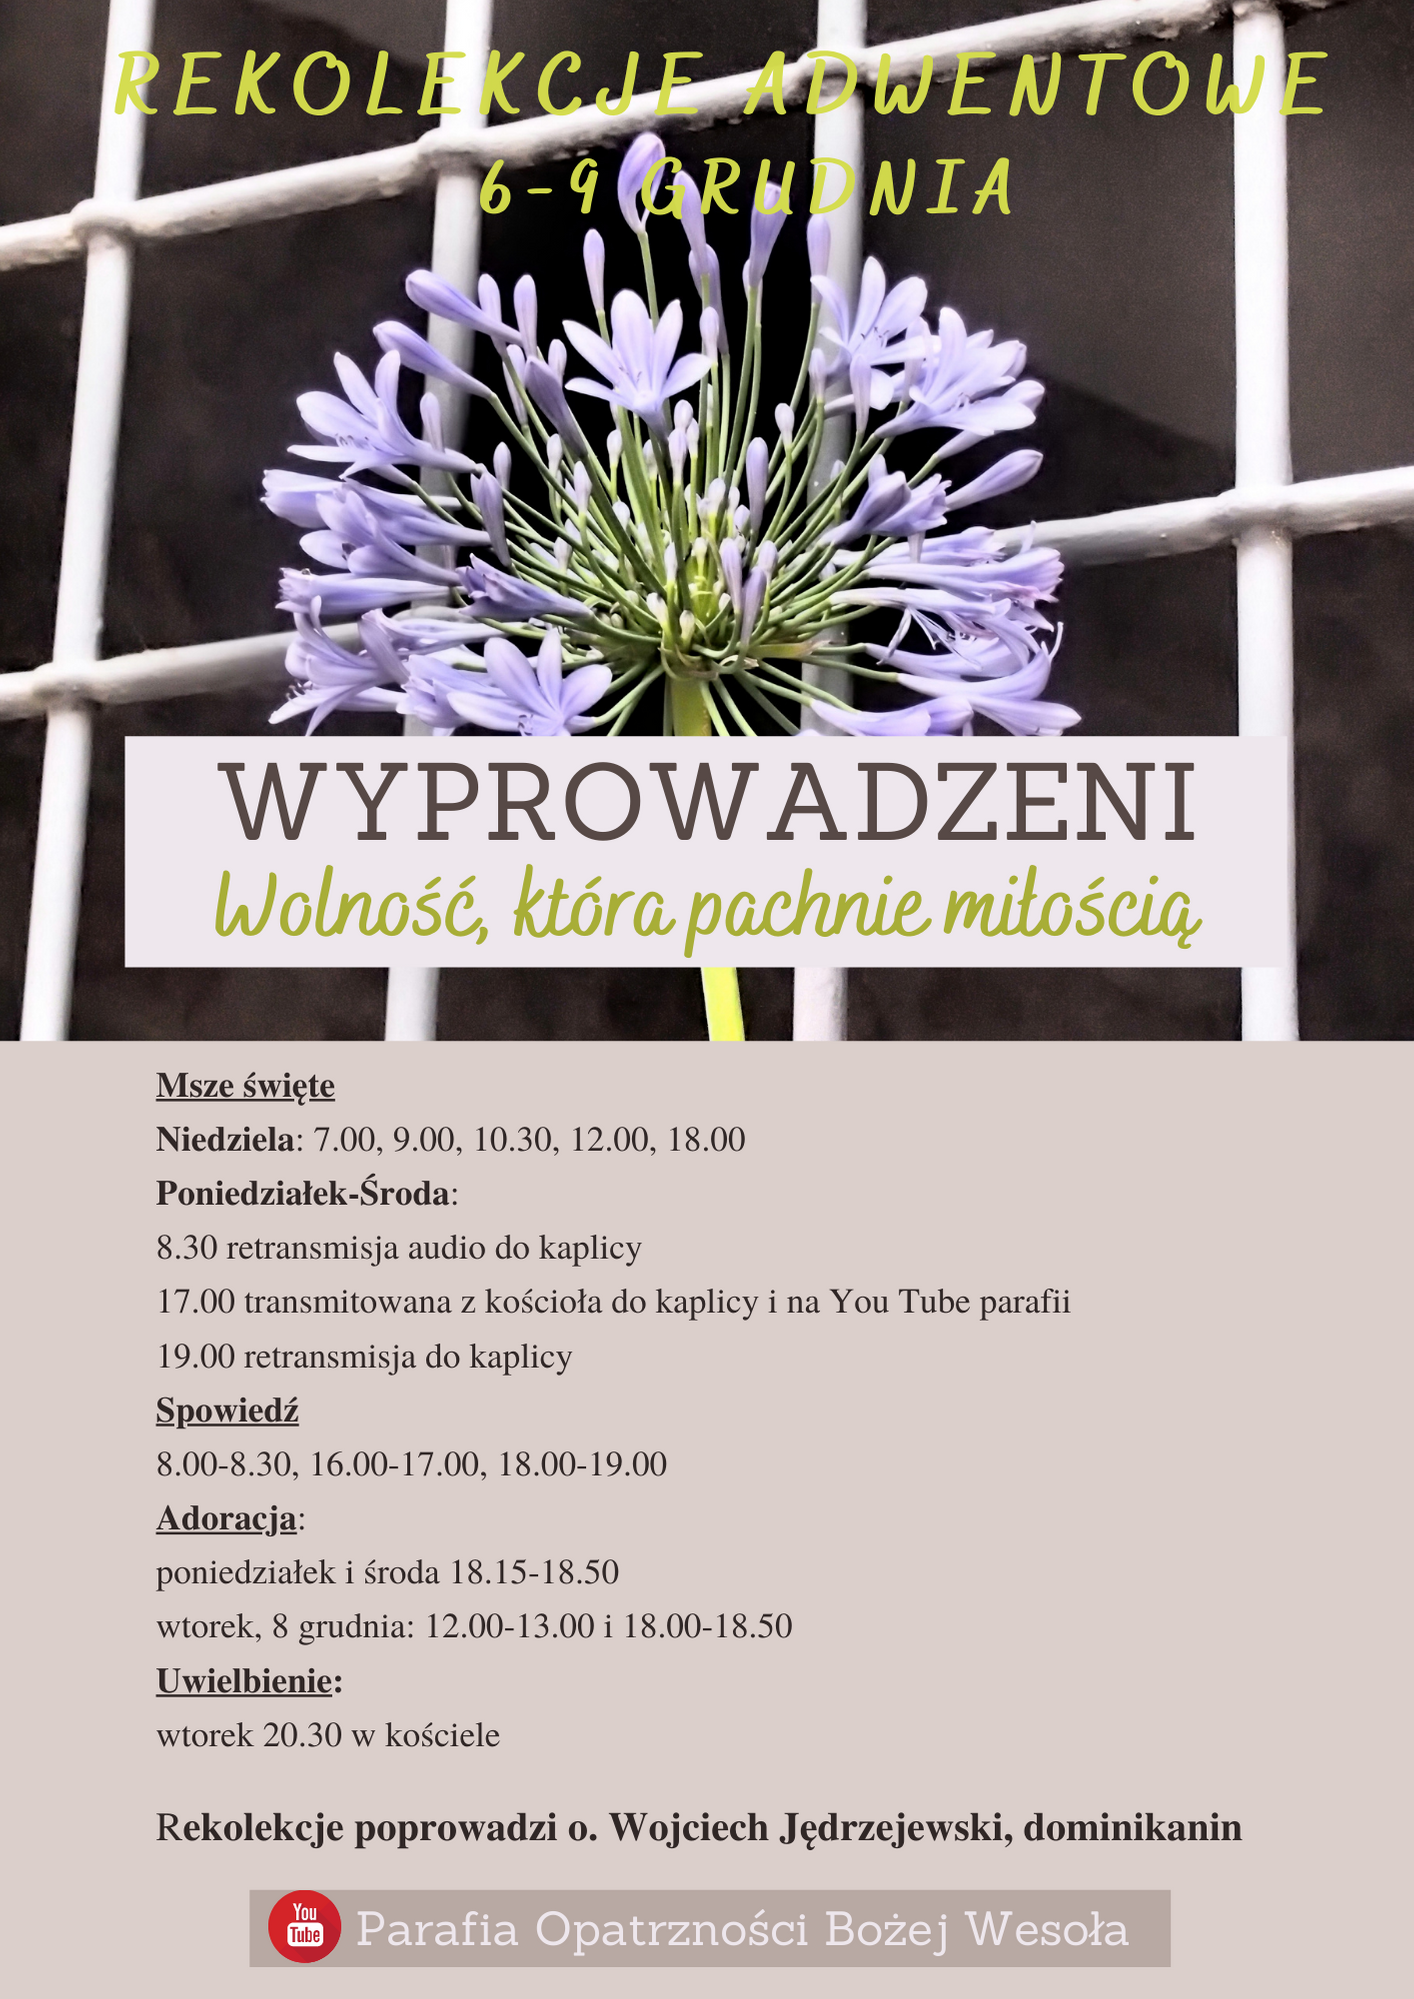 REKOLEKCJE ADWENTOWE
6-9 GRUDNIA
WYPROWADZENI
Wolność, która pachnie miłością
Msze święte
Niedziela: 7.00, 9.00, 10.30, 12.00, 18.00
Poniedziałek-Środa:
8.30 retransmisja audio do kaplicy
17.00 transmitowana z kościoła do kaplicy i na You Tube parafii
19.00 retransmisja do kaplicy
Spowiedź
8.00-8.30, 16.00-17.00, 18.00-19.00
Adoracja:
poniedziałek i środa 18.15-18.50
wtorek, 8 grudnia: 12.00-13.00 i 18.00-18.50
Uwielbienie:
wtorek 20.30 w kościele
Rekolekcje poprowadzi o. Wojciech Jędrzejewski, dominikanin
You
Tube
Parafia Opatrzności Bożej Wesoła